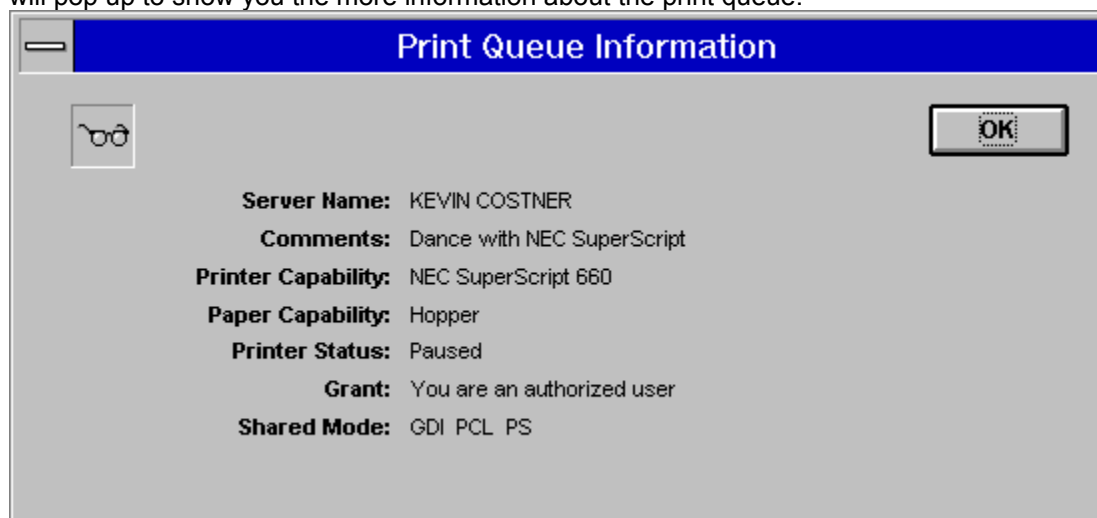 will pop up to show you the more information about the print queue.
Print Queue Information
OK
Server Name: KEVIN COSTNER
Comments: Dance with NEC SuperScript
Printer Capability: NEC SuperScript 660
Paper Capability: Hopper
Printer Status: Paused
Grant: You are an authorized user
Shared Mode: GDI PCL PS